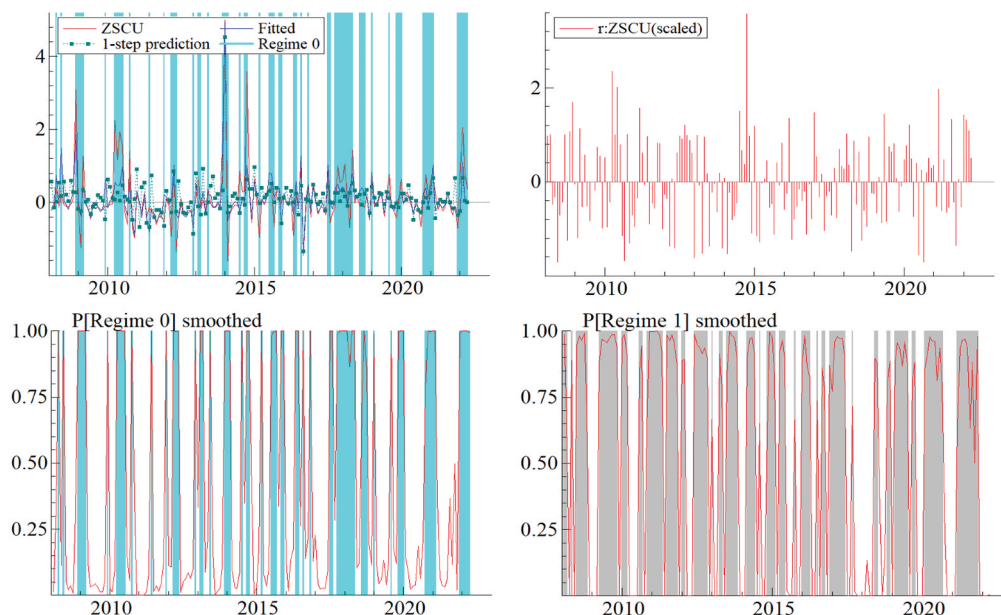 ZSCU Fitted
1-step prediction Regime 0
4
2
0
2010 2015 2020
r:ZSCU(scaled)
2
0
2010 2015 2020
P[Regime 0] smoothed
1.00
0.75
0.50
0.25
2010 2015 2020
P[Regime 1] smoothed
1.00
0.75
0.50
0.25
2010 2015 2020